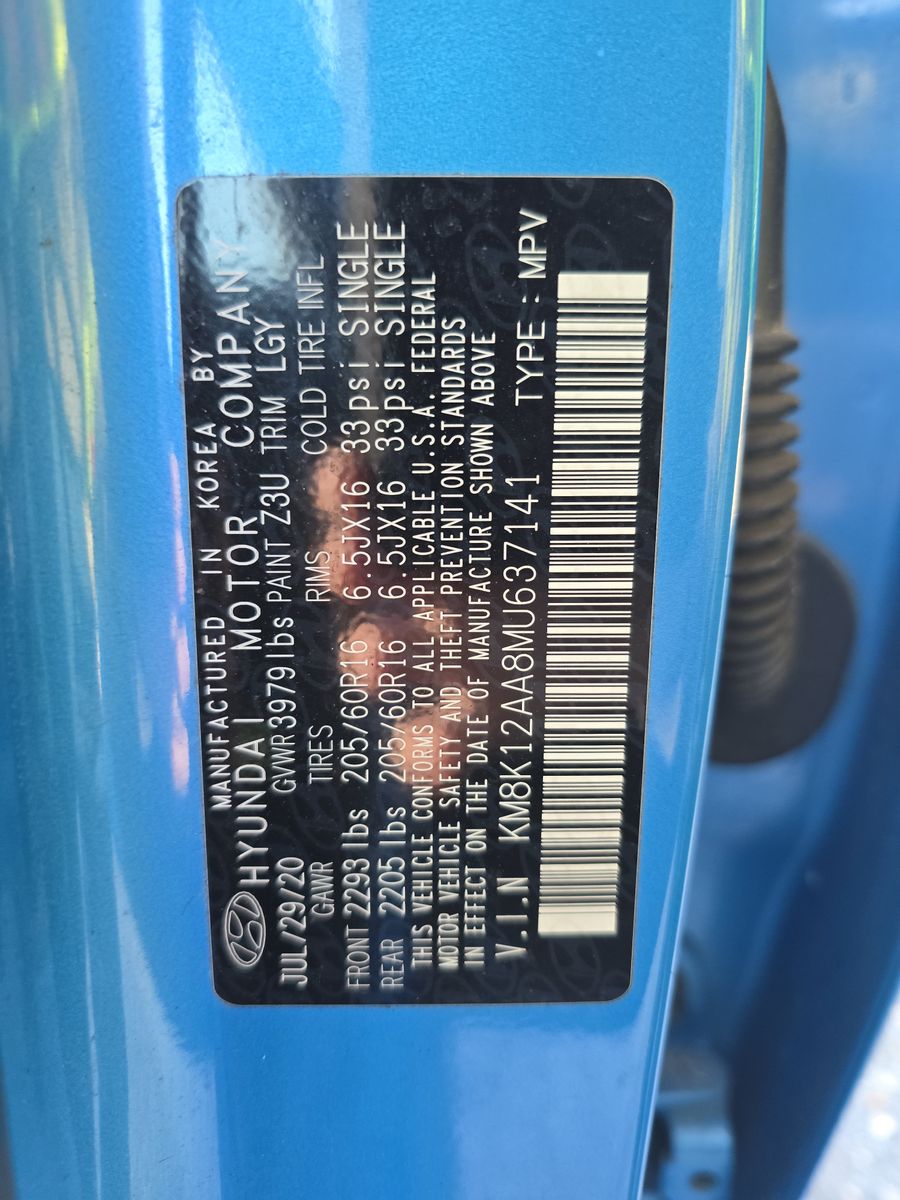 MANUFACTURED IN KOREA BY
HYUNDAI MOTOR COMPANY
JUL/29/20 GVWR 3979lbs PAINT Z3U TRIM LGY
GAWR TIRES RIMS COLD TIRE INFL
FRONT 2293 lbs 205/60R16 6.5JX16 33psi SINGLE
REAR 2205 lbs 205/60R16 6.5JX16 33psi SINGLE
THIS VEHICLE CONFORMS TO ALL APPLICABLE U.S.A. FEDERAL
MOTOR VEHICLE SAFETY AND THEFT PREVENTION STANDARDS
IN EFFECT ON THE DATE OF MANUFACTURE SHOWN ABOVE
V.I.N KM8K12AA8MU637141 TYPE : MPV